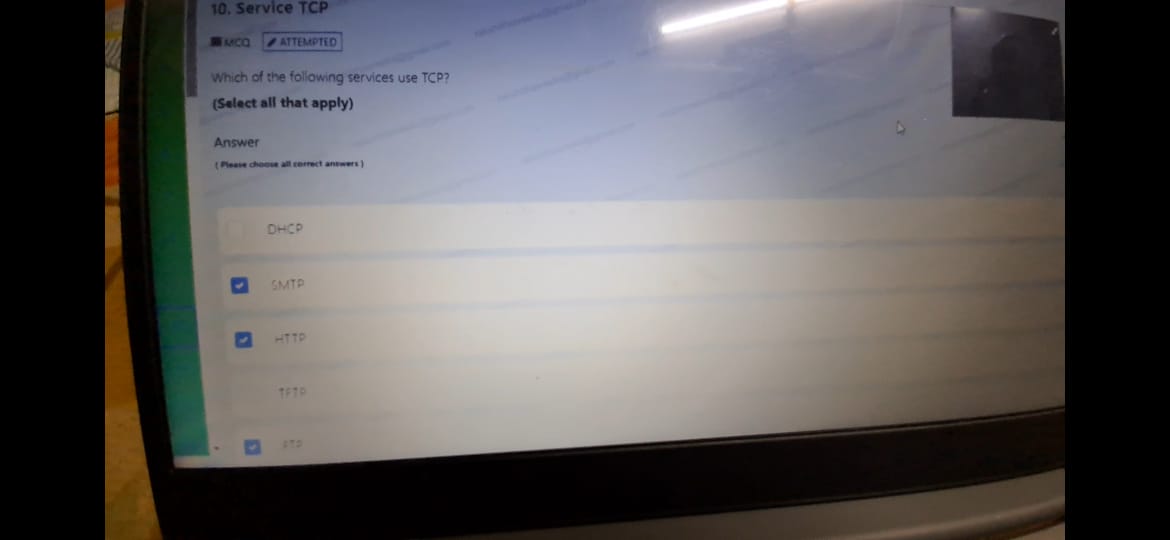 10. Service TCP
MCQ ATTEMPTED
Which of the following services use TCP?
(Select all that apply)
Answer
( Please choose all correct answers )
DHCP
SMTP
HTTP
TFTP
FTP